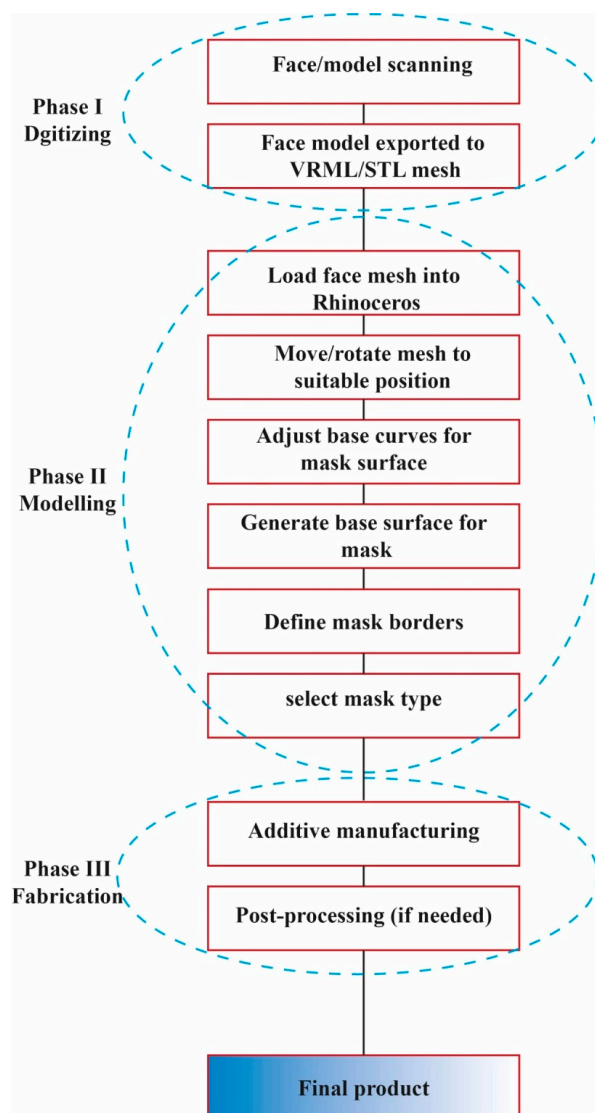 Face/model scanning
Phase I
Dgitizing
Face model exported to
VRML/STL mesh
Load face mesh into
Rhinoceros
Move/rotate mesh to
suitable position
Adjust base curves for
mask surface
Phase II
Modelling
Generate base surface for
mask
Define mask borders
select mask type
Additive manufacturing
Phase III
Fabrication
Post-processing (if needed)
Final product